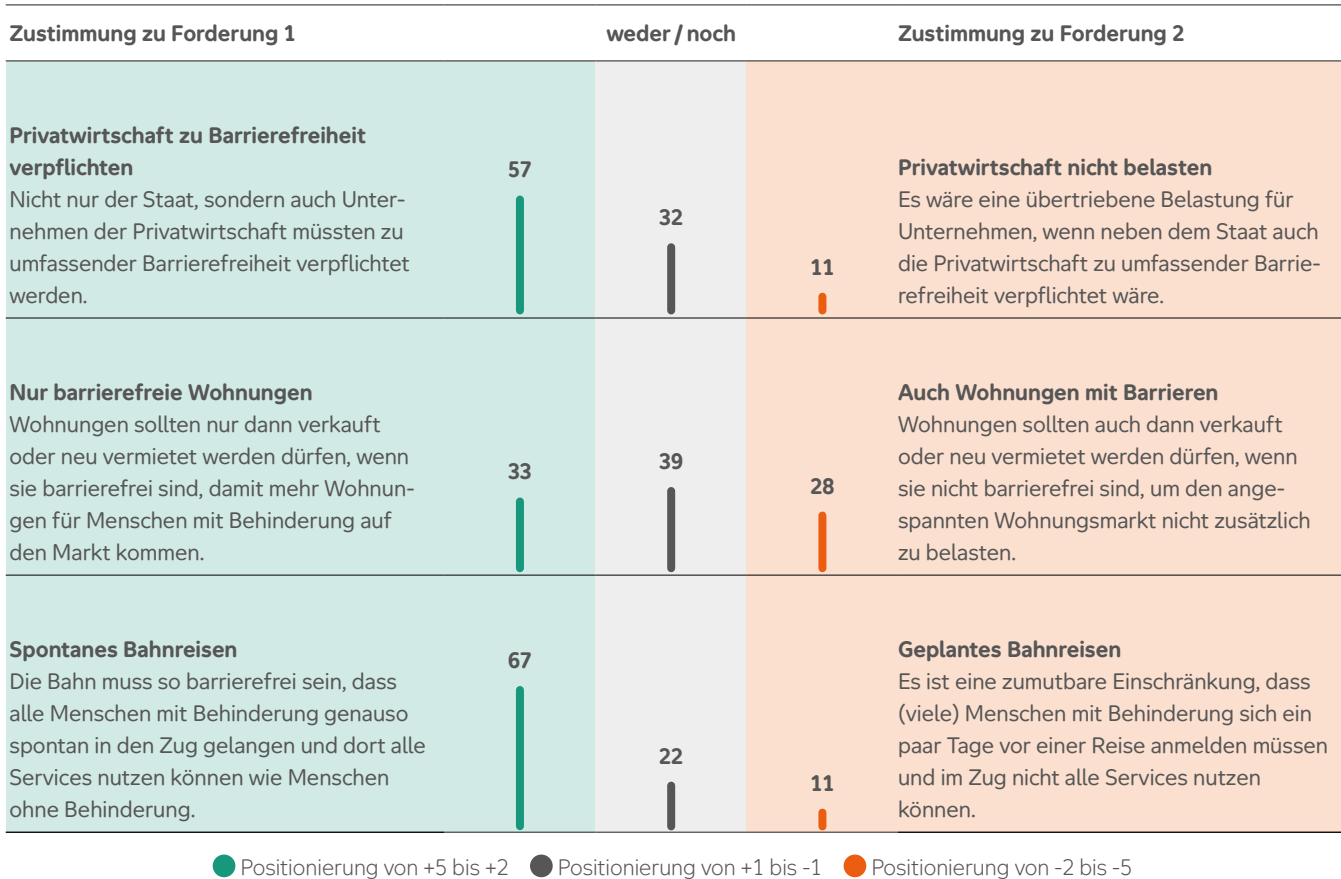 Zustimmung zu Forderung 1
weder / noch
Zustimmung zu Forderung 2
Privatwirtschaft zu Barrierefreiheit
verpflichten
Nicht nur der Staat, sondern auch Unter-
nehmen der Privatwirtschaft müssten zu
umfassender Barrierefreiheit verpflichtet
werden.
57
32
11
Privatwirtschaft nicht belasten
Es wäre eine übertriebene Belastung für
Unternehmen, wenn neben dem Staat auch
die Privatwirtschaft zu umfassender Barrie-
refreiheit verpflichtet wäre.
Nur barrierefreie Wohnungen
Wohnungen sollten nur dann verkauft
oder neu vermietet werden dürfen, wenn
sie barrierefrei sind, damit mehr Wohnun-
gen für Menschen mit Behinderung auf
den Markt kommen.
33
39
28
Auch Wohnungen mit Barrieren
Wohnungen sollten auch dann verkauft
oder neu vermietet werden dürfen, wenn
sie nicht barrierefrei sind, um den ange-
spannten Wohnungsmarkt nicht zusätzlich
zu belasten.
Spontanes Bahnreisen
Die Bahn muss so barrierefrei sein, dass
alle Menschen mit Behinderung genauso
spontan in den Zug gelangen und dort alle
Services nutzen können wie Menschen
ohne Behinderung.
67
22
11
Geplantes Bahnreisen
Es ist eine zumutbare Einschränkung, dass
(viele) Menschen mit Behinderung sich ein
paar Tage vor einer Reise anmelden müssen
und im Zug nicht alle Services nutzen
können.
Positionierung von +5 bis +2
Positionierung von +1 bis -1
Positionierung von -2 bis -5